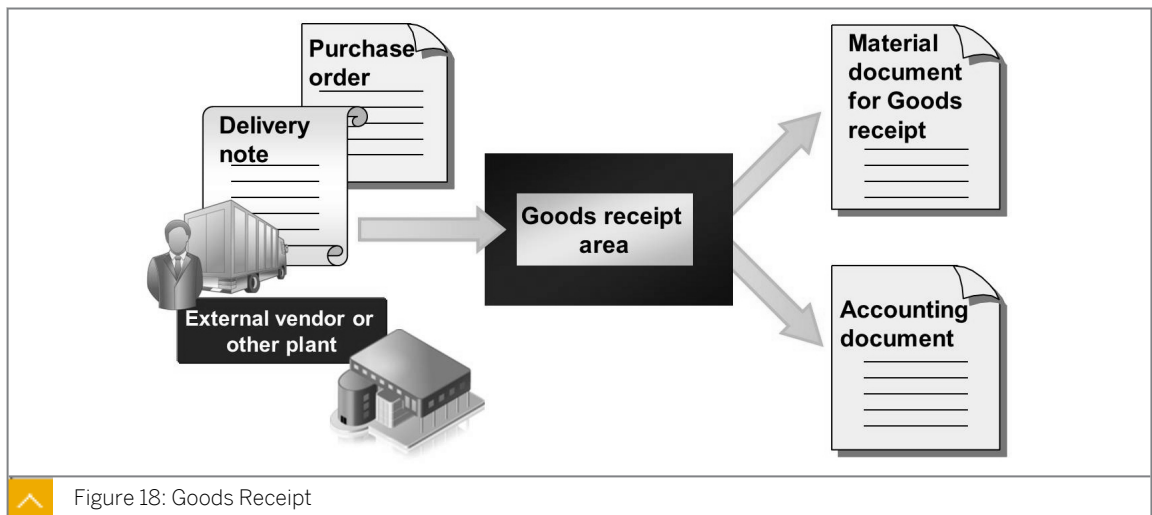 Purchase
order
Delivery
note
External vendor or
other plant
Goods receipt
area
Material
document
for Goods
receipt
Accounting
document
Figure 18: Goods Receipt